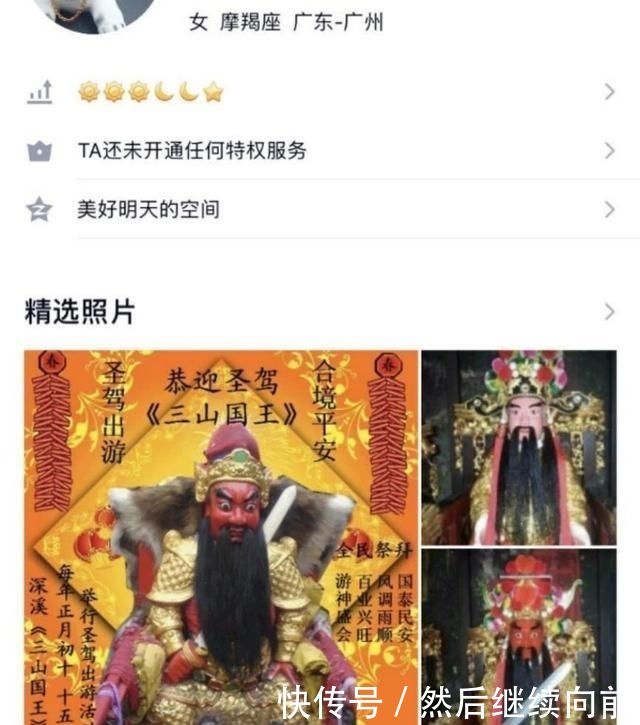 女 摩羯座 广东-广州
TA还未开通任何特权服务
美好明天的空间
精选照片
春
圣驾出游
恭迎圣驾
《三山国王》
合境平安
春
全民祭拜
国泰民安
风调雨顺
百业兴旺
游神盛会
举行圣驾出游活
每年正月初十 十五
深溪《三山国王》
快传号 / 然后继续向前